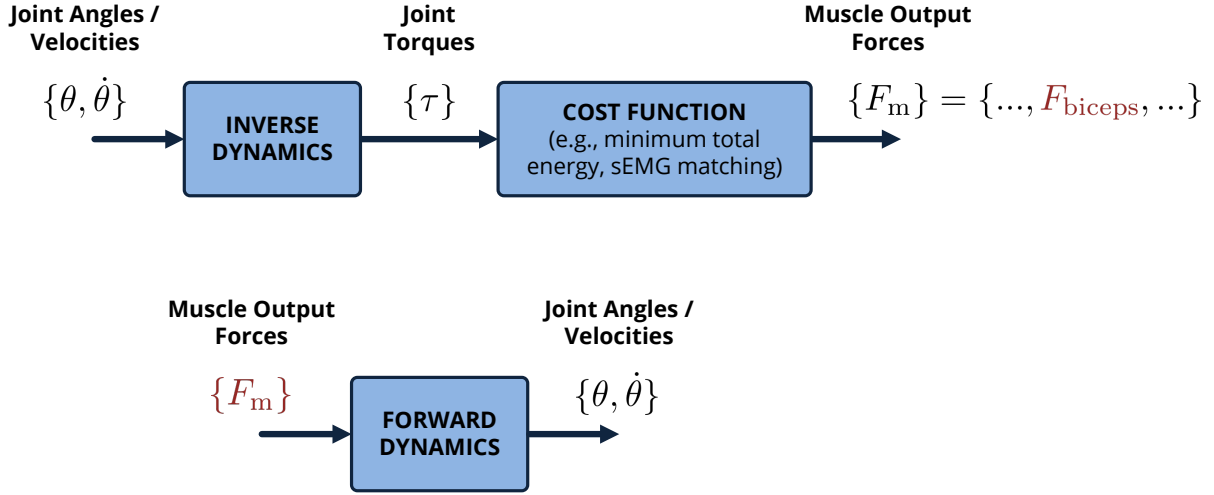 Joint Angles /
Velocities
{θ, θ̇}
INVERSE
DYNAMICS
Joint
Torques
{τ}
COST FUNCTION
(e.g., minimum total
energy, sEMG matching)
Muscle Output
Forces
{Fm} = {..., Fbiceps, ...}
Muscle Output
Forces
{Fm}
FORWARD
DYNAMICS
Joint Angles /
Velocities
{θ, θ̇}